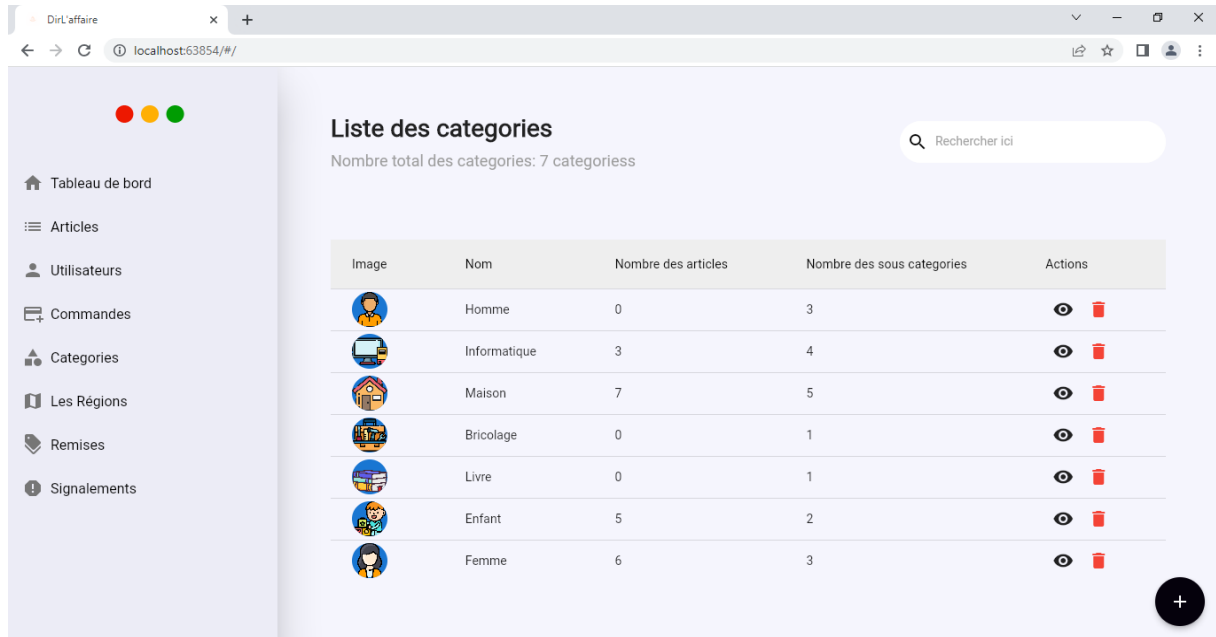 DirL'affaire
localhost:63854/#/
Tableau de bord
Articles
Utilisateurs
Commandes
Categories
Les Régions
Remises
Signalements
Liste des categories
Nombre total des categories: 7 categoriess
Rechercher ici
Image Nom Nombre des articles Nombre des sous categories Actions
Homme 0 3
Informatique 3 4
Maison 7 5
Bricolage 0 1
Livre 0 1
Enfant 5 2
Femme 6 3